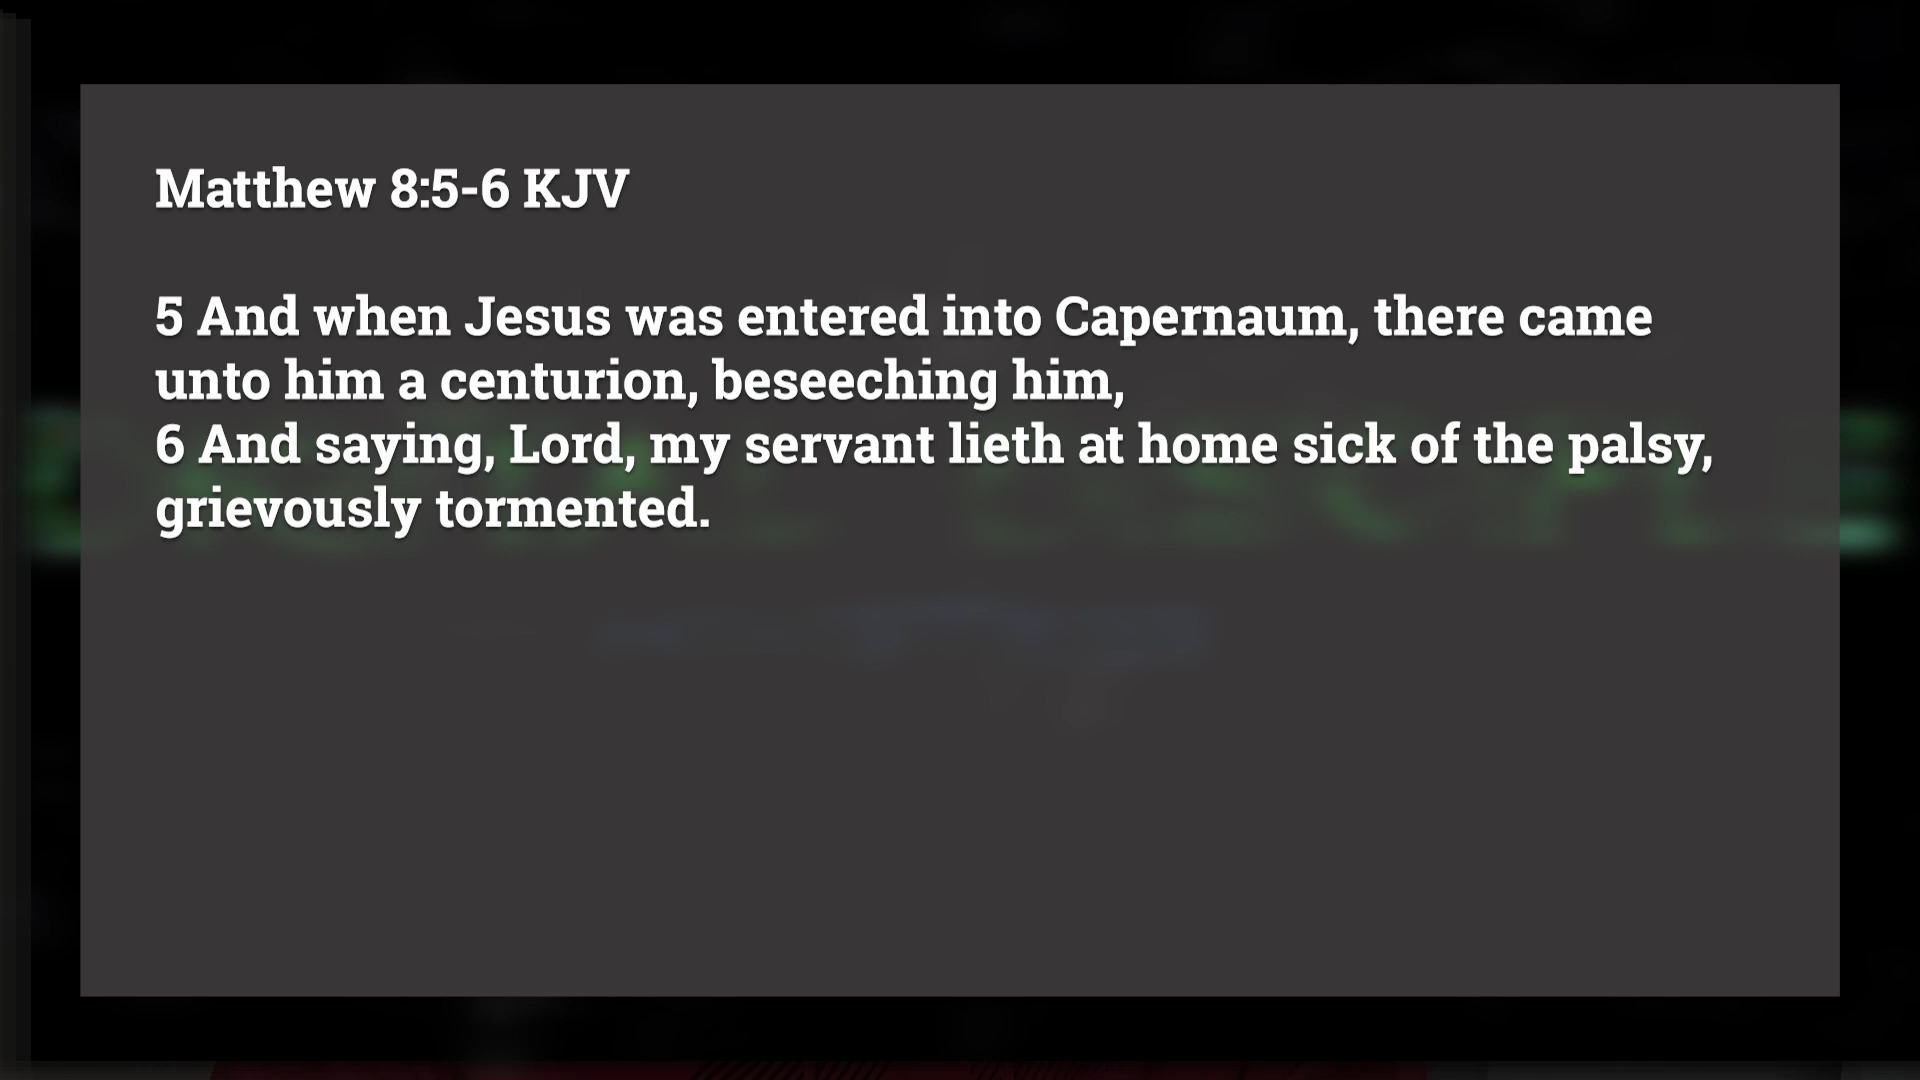 Matthew 8:5-6 KJV
5 And when Jesus was entered into Capernaum, there came
unto him a centurion, beseeching him,
6 And saying, Lord, my servant lieth at home sick of the palsy,
grievously tormented.